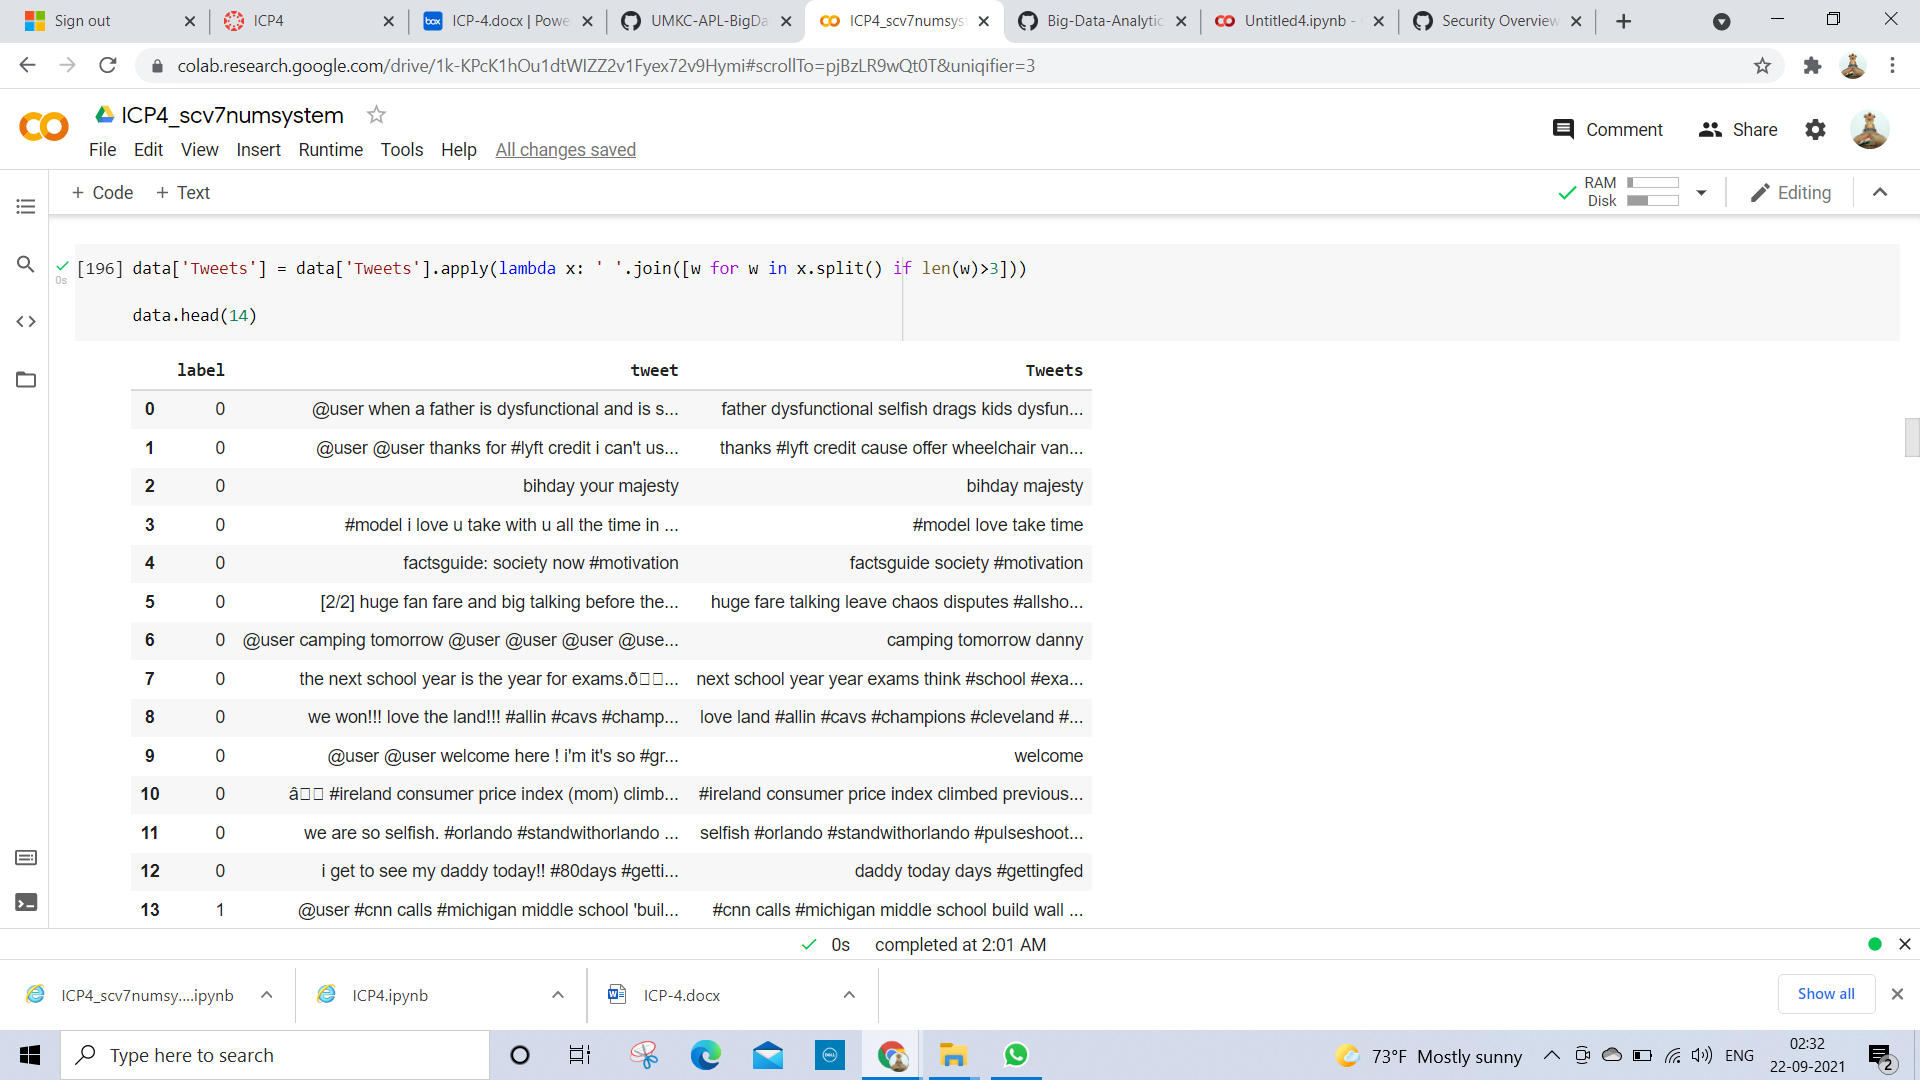 Sign out
ICP4
ICP-4.docx | Powe
UMKC-APL-BigDa
ICP4_scv7numsyst
Big-Data-Analytic
Untitled4.ipynb -
Security Overview
colab.research.google.com/drive/1k-KPcK1hOu1dtWIZZ2v1Fyex72v9Hymi#scrollTo=pjBzLR9wQt0T&uniqifier=3
ICP4_scv7numsystem
Comment
Share
File Edit View Insert Runtime Tools Help All changes saved
+ Code + Text
RAM
Disk
Editing
[196] data['Tweets'] = data['Tweets'].apply(lambda x: ' '.join([w for w in x.split() if len(w)>3]))
0s
data.head(14)
label tweet Tweets
0 0 @user when a father is dysfunctional and is s... father dysfunctional selfish drags kids dysfun...
1 0 @user @user thanks for #lyft credit i can't us... thanks #lyft credit cause offer wheelchair van...
2 0 bihday your majesty bihday majesty
3 0 #model i love u take with u all the time in ... #model love take time
4 0 factsguide: society now #motivation factsguide society #motivation
5 0 [2/2] huge fan fare and big talking before the... huge fare talking leave chaos disputes #allsho...
6 0 @user camping tomorrow @user @user @user @use... camping tomorrow danny
7 0 the next school year is the year for exams.ð□□... next school year year exams think #school #exa...
8 0 we won!!! love the land!!! #allin #cavs #champ... love land #allin #cavs #champions #cleveland #...
9 0 @user @user welcome here ! i'm it's so #gr... welcome
10 0 â□□ #ireland consumer price index (mom) climb... #ireland consumer price index climbed previous...
11 0 we are so selfish. #orlando #standwithorlando ... selfish #orlando #standwithorlando #pulseshoot...
12 0 i get to see my daddy today!! #80days #getti... daddy today days #gettingfed
13 1 @user #cnn calls #michigan middle school 'buil... #cnn calls #michigan middle school build wall ...
0s completed at 2:01 AM
ICP4_scv7numsy....ipynb
ICP4.ipynb
ICP-4.docx
Show all
Type here to search
73°F Mostly sunny
ENG
02:32
22-09-2021
2